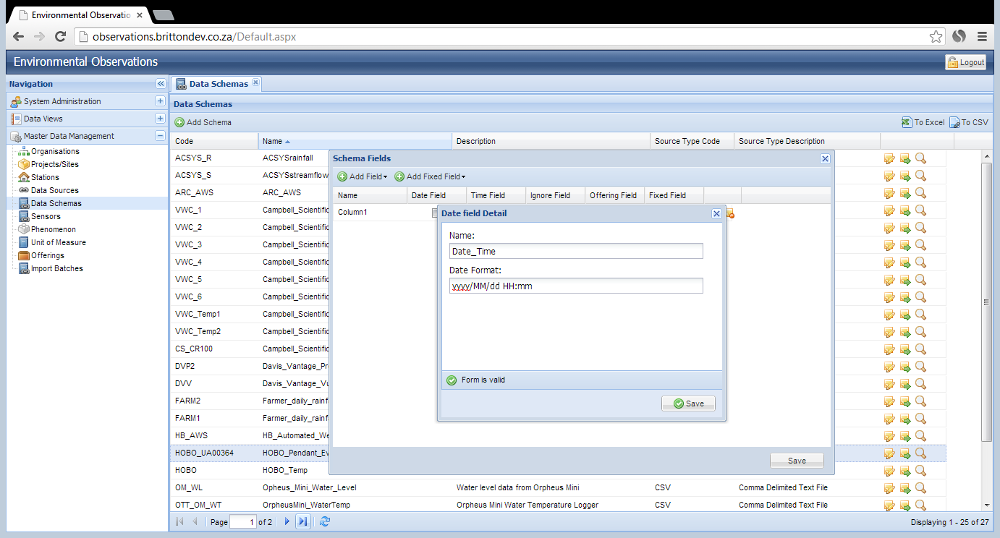 Environmental Observatio
observations.brittondev.co.za/Default.aspx
Environmental Observations
Logout
Navigation
System Administration
Data Views
Master Data Management
Organisations
Projects/Sites
Stations
Data Sources
Data Schemas
Sensors
Phenomenon
Unit of Measure
Offerings
Import Batches
Data Schemas
Data Schemas
Add Schema To Excel To CSV
Code Name Description Source Type Code Source Type Description
ACSYS_R ACSYSrainfall
ACSYS_S ACSYSstreamflow
ARC_AWS ARC_AWS
VWC_1 Campbell_Scientific
VWC_2 Campbell_Scientific
VWC_3 Campbell_Scientific
VWC_4 Campbell_Scientific
VWC_5 Campbell_Scientific
VWC_6 Campbell_Scientific
VWC_Temp1 Campbell_Scientific
VWC_Temp2 Campbell_Scientific
CS_CR100 Campbell_Scientific
DVP2 Davis_Vantage_Pr
DVV Davis_Vantage_Vu
FARM2 Farmer_daily_rainf
FARM1 Farmer_daily_rainf
HB_AWS HB_Automated_We
HOBO_UA00364 HOBO_Pendant_Ev
HOBO HOBO_Temp
OM_WL Opheus_Mini_Water_Level Water level data from Orpheus Mini CSV Comma Delimited Text File
OTT_OM_WT OrpheusMini_WaterTemp Orpheus Mini Water Temperature Logger CSV Comma Delimited Text File
Page 1 of 2 Displaying 1 - 25 of 27
Schema Fields
Add Field Add Fixed Field
Name Date Field Time Field Ignore Field Offering Field Fixed Field
Column1
Save
Date field Detail
Name:
Date_Time
Date Format:
yyyy/MM/dd HH:mm
Form is valid
Save